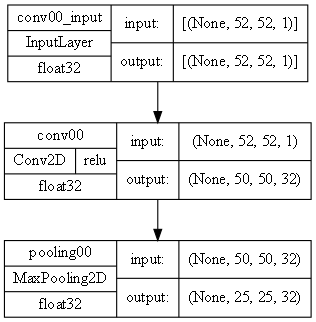 conv00_input input: [(None, 52, 52, 1)]
InputLayer
float32 output: [(None, 52, 52, 1)]
conv00 input: (None, 52, 52, 1)
Conv2D relu
float32 output: (None, 50, 50, 32)
pooling00 input: (None, 50, 50, 32)
MaxPooling2D
float32 output: (None, 25, 25, 32)